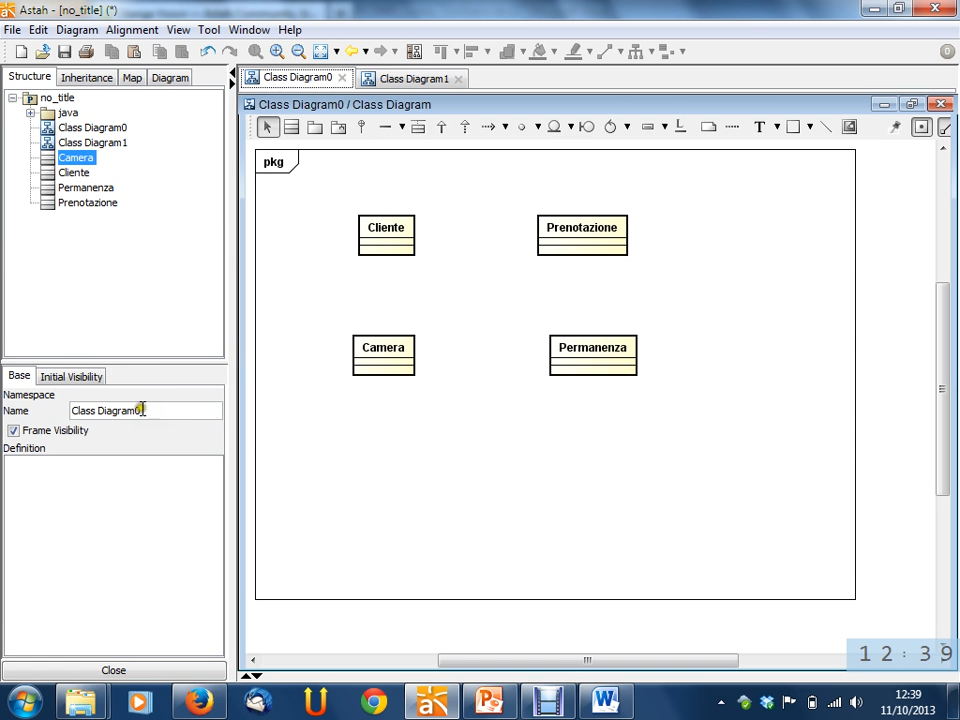 Astah - [no_title] (*)
File Edit Diagram Alignment View Tool Window Help
Structure Inheritance Map Diagram
no_title
java
Class Diagram0
Class Diagram1
Camera
Cliente
Permanenza
Prenotazione
Base Initial Visibility
Namespace
Name Class Diagram0
Frame Visibility
Definition
Close
Class Diagram0 Class Diagram1
Class Diagram0 / Class Diagram
T
pkg
Cliente
Prenotazione
Camera
Permanenza
12:39
12:39
11/10/2013